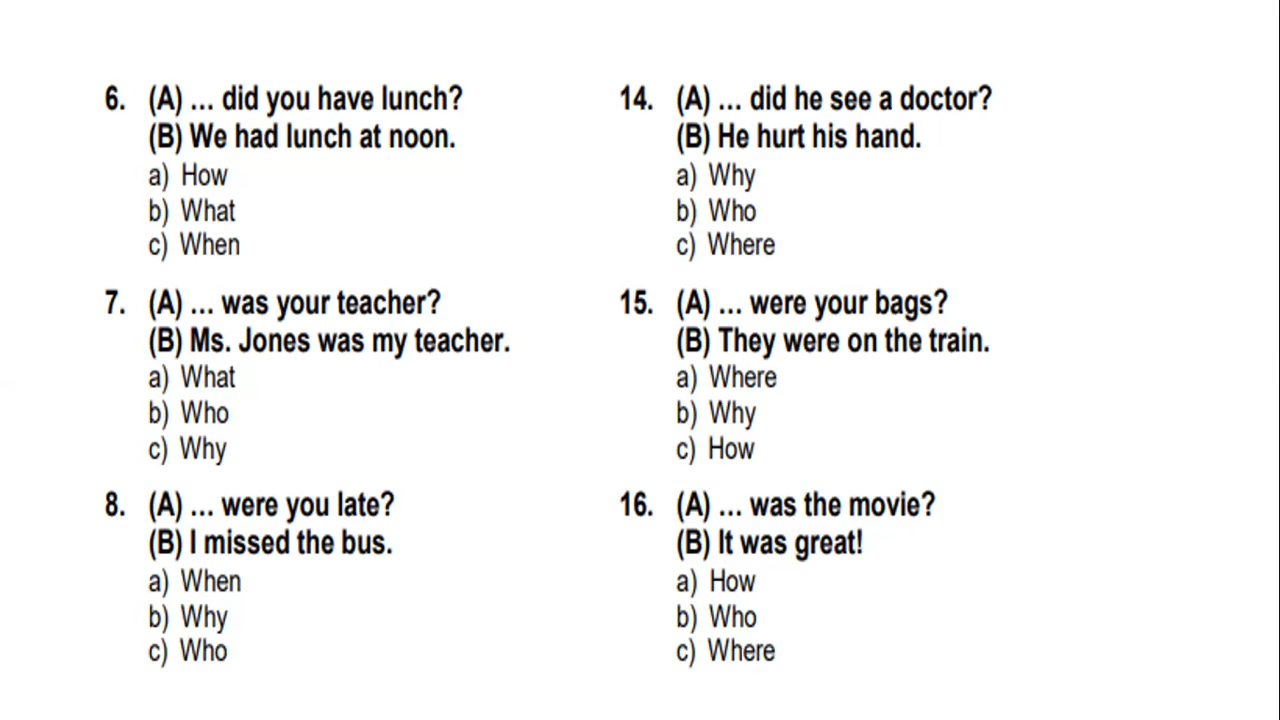 6. (A) ... did you have lunch?
(B) We had lunch at noon.
a) How
b) What
c) When
7. (A) ... was your teacher?
(B) Ms. Jones was my teacher.
a) What
b) Who
c) Why
8. (A) ... were you late?
(B) I missed the bus.
a) When
b) Why
c) Who
14. (A) ... did he see a doctor?
(B) He hurt his hand.
a) Why
b) Who
c) Where
15. (A) ... were your bags?
(B) They were on the train.
a) Where
b) Why
c) How
16. (A) ... was the movie?
(B) It was great!
a) How
b) Who
c) Where